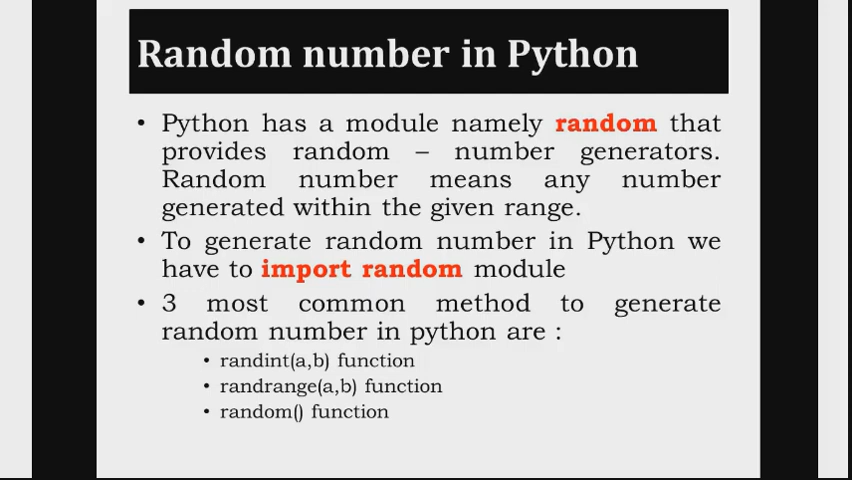 Random number in Python
• Python has a module namely random that
provides random – number generators.
Random number means any number
generated within the given range.
• To generate random number in Python we
have to import random module
• 3 most common method to generate
random number in python are :
• randint(a,b) function
• randrange(a,b) function
• random() function